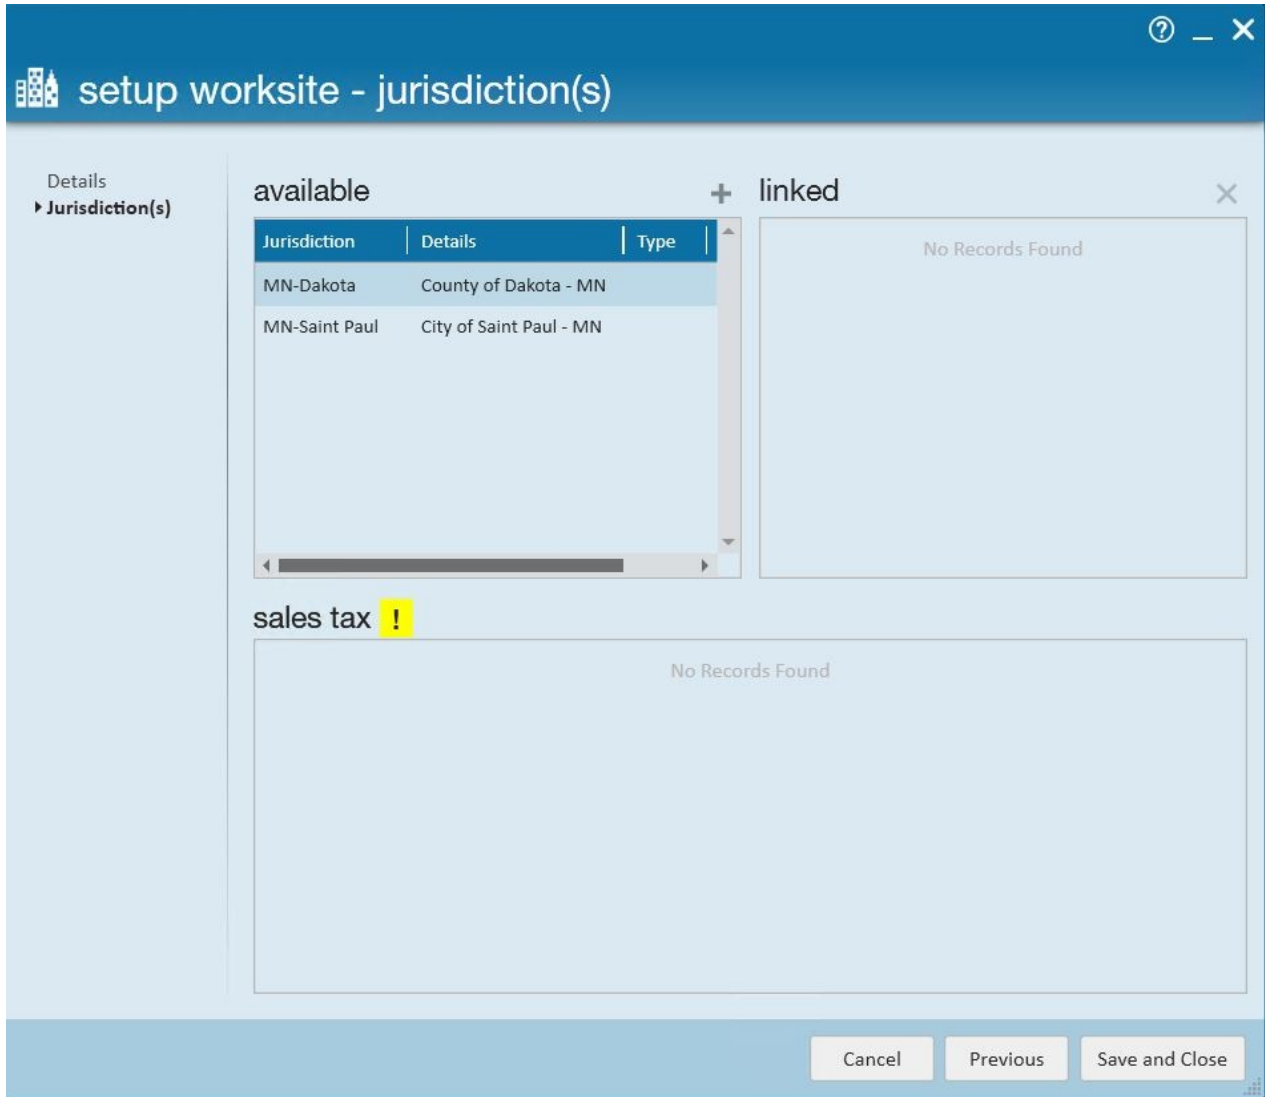 setup worksite - jurisdiction(s)
Details
Jurisdiction(s)
available
linked
Jurisdiction Details Type
No Records Found
MN-Dakota County of Dakota - MN
MN-Saint Paul City of Saint Paul - MN
sales tax !
No Records Found
Cancel Previous Save and Close